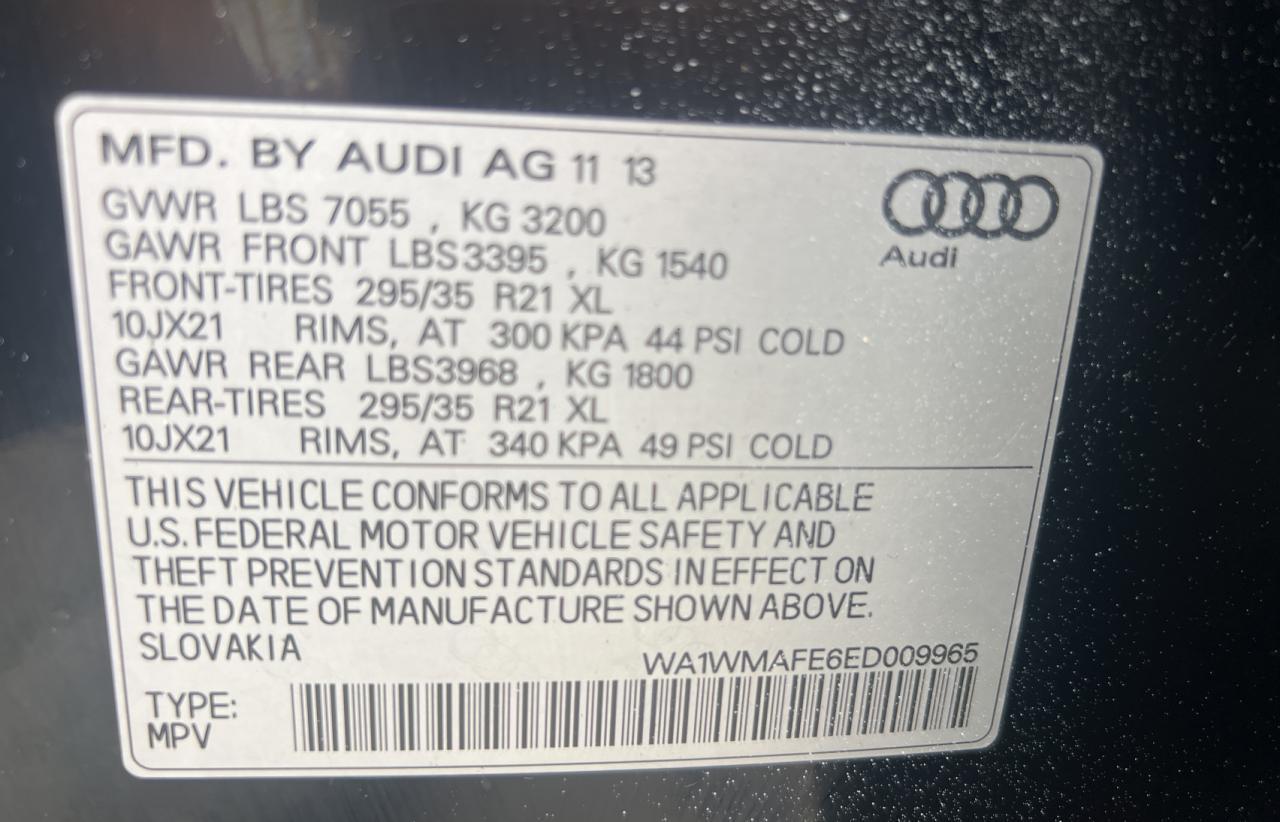 MFD. BY AUDI AG 11 13
GVWR LBS 7055 , KG 3200
GAWR FRONT LBS3395 , KG 1540
FRONT-TIRES 295/35 R21 XL
10JX21 RIMS, AT 300 KPA 44 PSI COLD
GAWR REAR LBS3968 , KG 1800
REAR-TIRES 295/35 R21 XL
10JX21 RIMS, AT 340 KPA 49 PSI COLD
Audi
THIS VEHICLE CONFORMS TO ALL APPLICABLE
U.S. FEDERAL MOTOR VEHICLE SAFETY AND
THEFT PREVENTION STANDARDS IN EFFECT ON
THE DATE OF MANUFACTURE SHOWN ABOVE.
SLOVAKIA
WA1WMAFE6ED009965
TYPE:
MPV